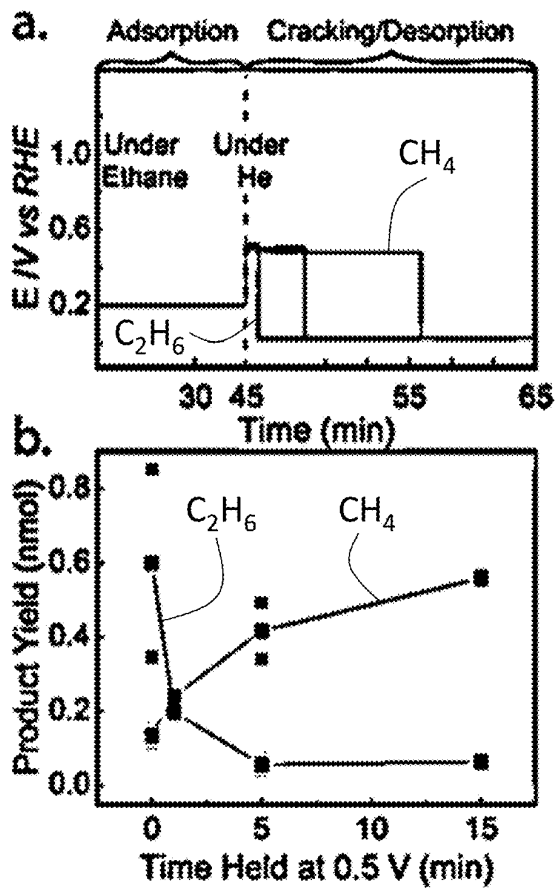 a.
Adsorption Cracking/Desorption
Under Ethane
Under He
CH4
C2H6
E /V vs RHE
1.0
0.6
0.2
30 45 55 65
Time (min)
b.
C2H6
CH4
Product Yield (nmol)
0.8
0.6
0.4
0.2
0.0
0 5 10 15
Time Held at 0.5 V (min)